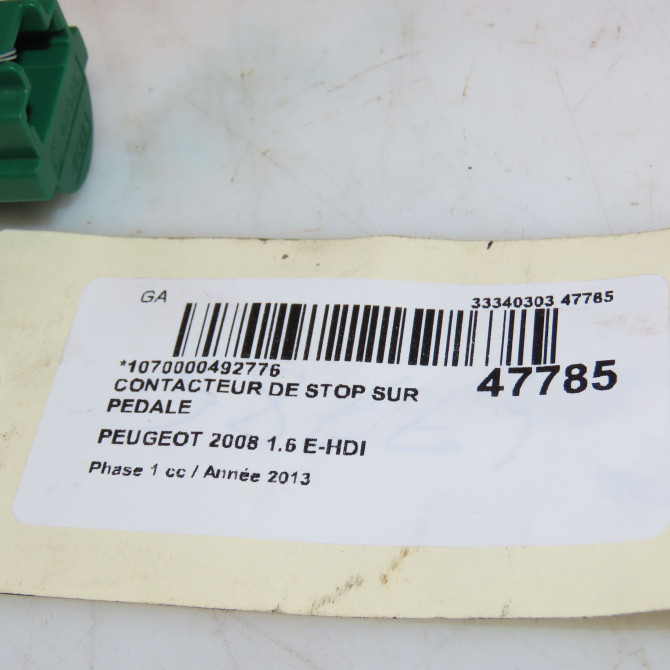 GA
33340303 47785
*1070000492776
47785
CONTACTEUR DE STOP SUR
PEDALE
PEUGEOT 2008 1.6 E-HDI
Phase 1 cc / Année 2013